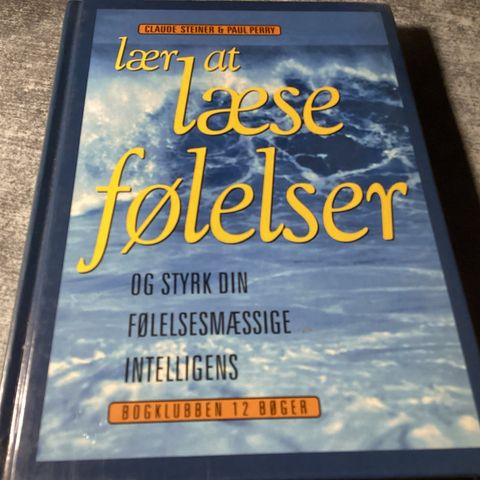 CLAUDE STEINER & PAUL PERRY
lær at
læse
følelser
OG STYRK DIN
FØLELSESMÆSSIGE
INTELLIGENS
BOGKLUBBEN 12 BØGER